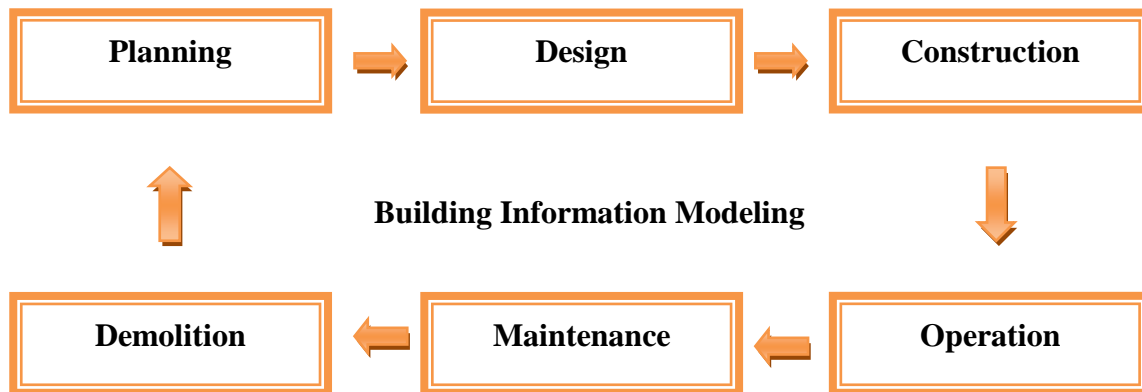 Planning
Design
Construction
Building Information Modeling
Demolition
Maintenance
Operation